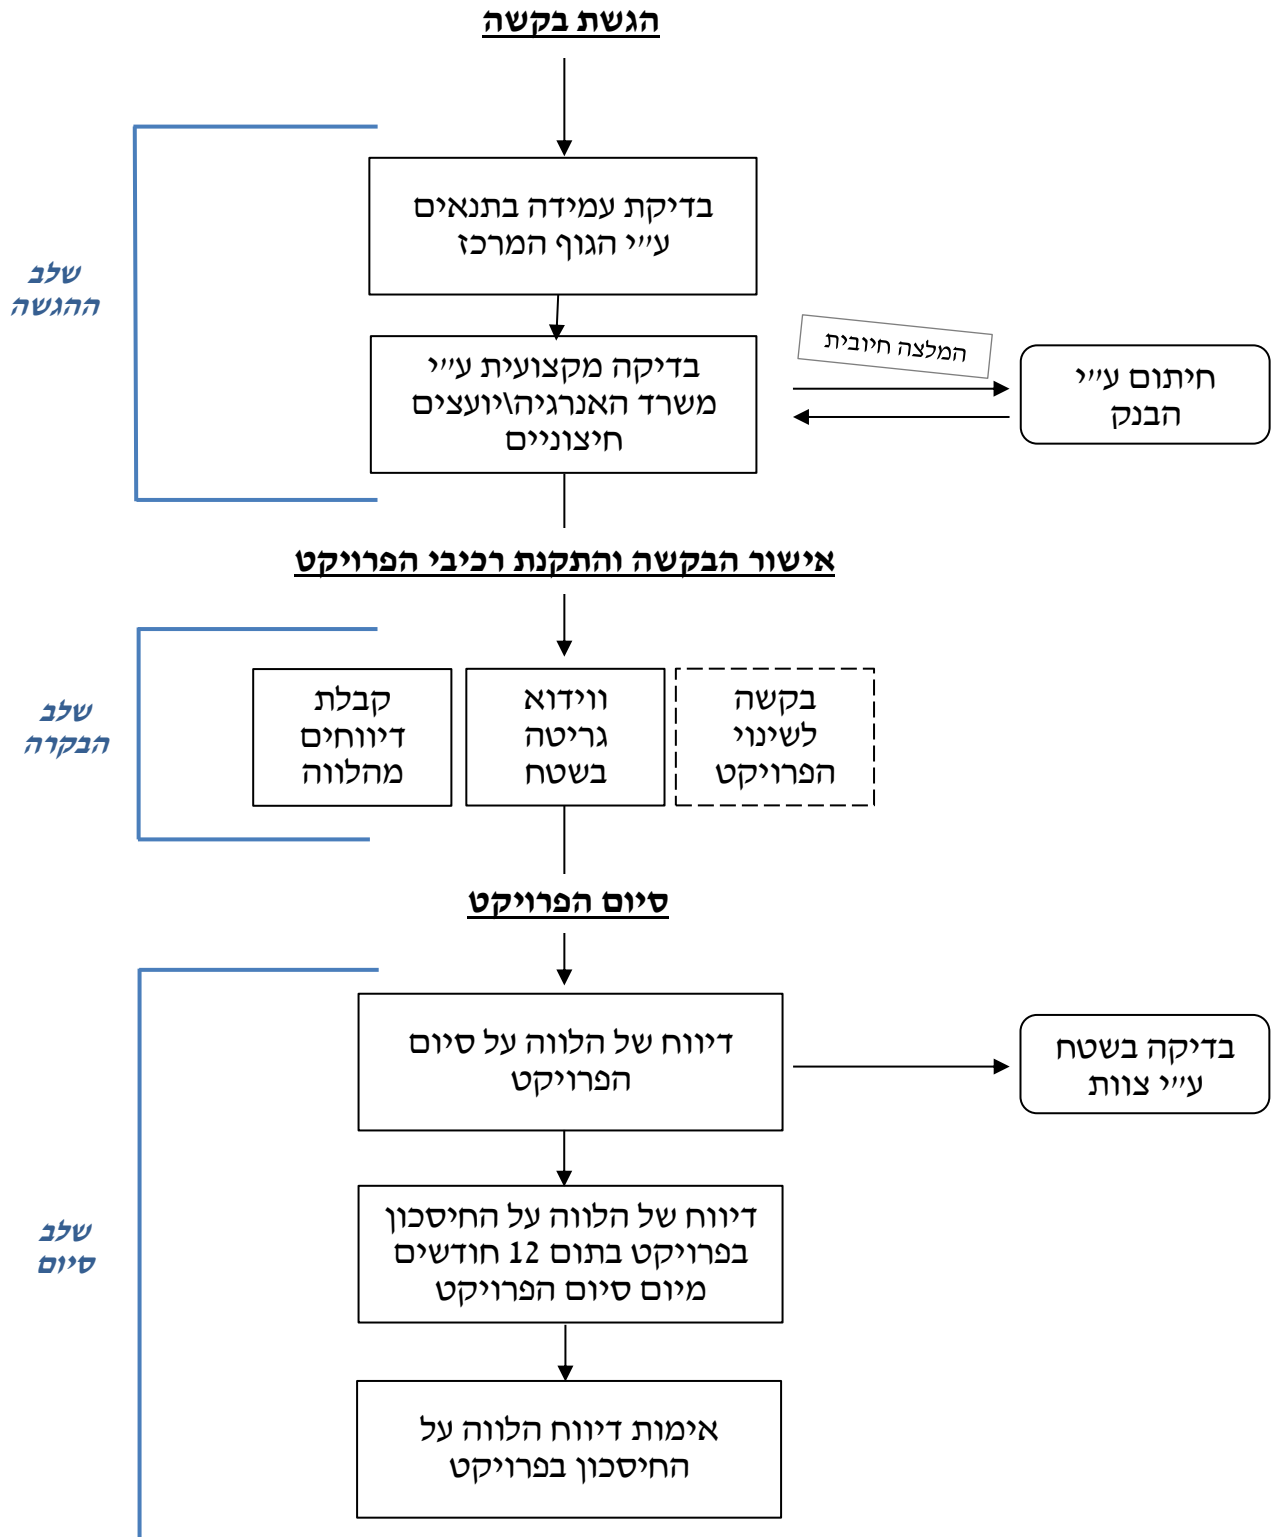 הגשת בקשה
בדיקת עמידה בתנאים
ע״י הגוף המרכז
שלב
ההגשה
בדיקה מקצועית ע״י
משרד האנרגיה\יועצים
חיצוניים
המלצה חיובית
חיתום ע״י
הבנק
אישור הבקשה והתקנת רכיבי הפרויקט
בקשה
לשינוי
הפרויקט
ווידוא
גריטה
בשטח
קבלת
דיווחים
מהלווה
שלב
הבקרה
סיום הפרויקט
דיווח של הלווה על סיום
הפרויקט
בדיקה בשטח
ע״י צוות
דיווח של הלווה על החיסכון
בפרויקט בתום 12 חודשים
מיום סיום הפרויקט
שלב
סיום
אימות דיווח הלווה על
החיסכון בפרויקט